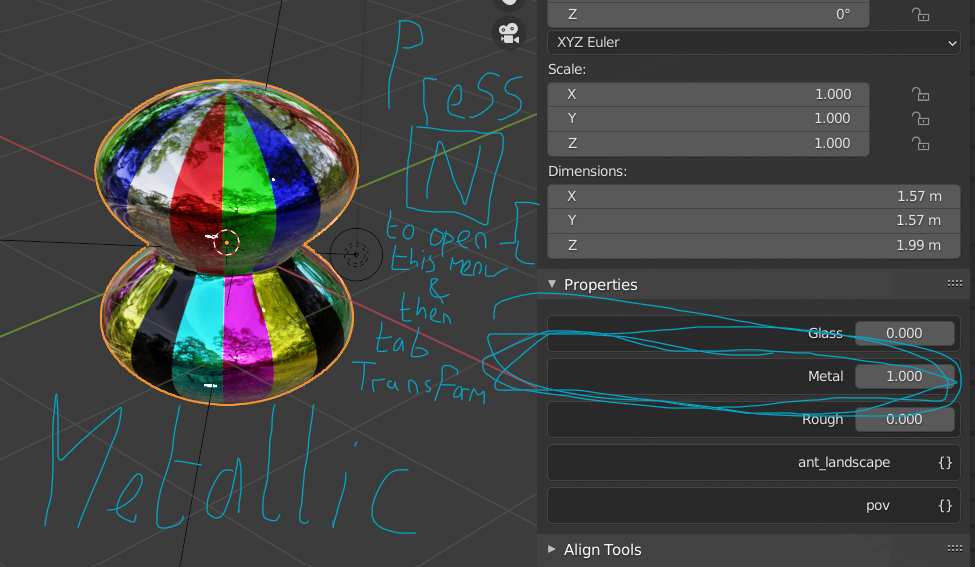 Z 0°
XYZ Euler
Scale:
X 1.000
Y 1.000
Z 1.000
Dimensions:
X 1.57 m
Y 1.57 m
Z 1.99 m
Properties
Glass 0.000
Metal 1.000
Rough 0.000
ant_landscape {}
pov {}
Align Tools
Press
N
to open
this menu
&
then
tab
Transfam
Metallic